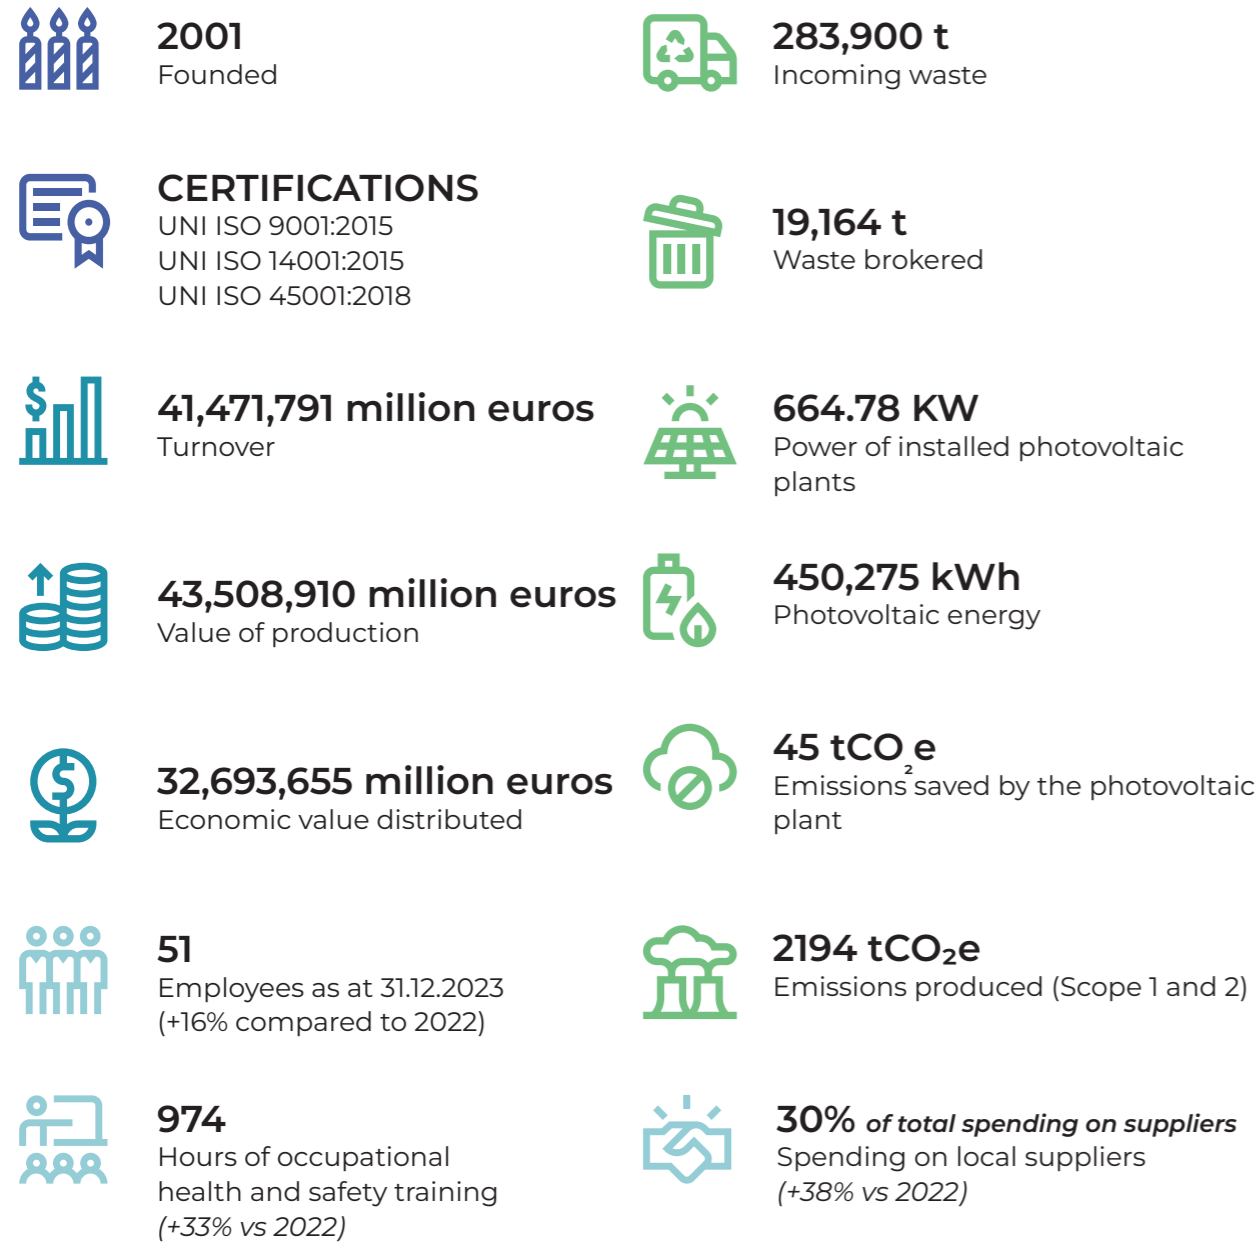 2001
Founded
CERTIFICATIONS
UNI ISO 9001:2015
UNI ISO 14001:2015
UNI ISO 45001:2018
$
41,471,791 million euros
Turnover
43,508,910 million euros
Value of production
$
32,693,655 million euros
Economic value distributed
51
Employees as at 31.12.2023
(+16% compared to 2022)
974
Hours of occupational
health and safety training
(+33% vs 2022)
283,900 t
Incoming waste
19,164 t
Waste brokered
664.78 KW
Power of installed photovoltaic
plants
450,275 kWh
Photovoltaic energy
45 tCO₂e
Emissions saved by the photovoltaic
plant
2194 tCO₂e
Emissions produced (Scope 1 and 2)
30% of total spending on suppliers
Spending on local suppliers
(+38% vs 2022)